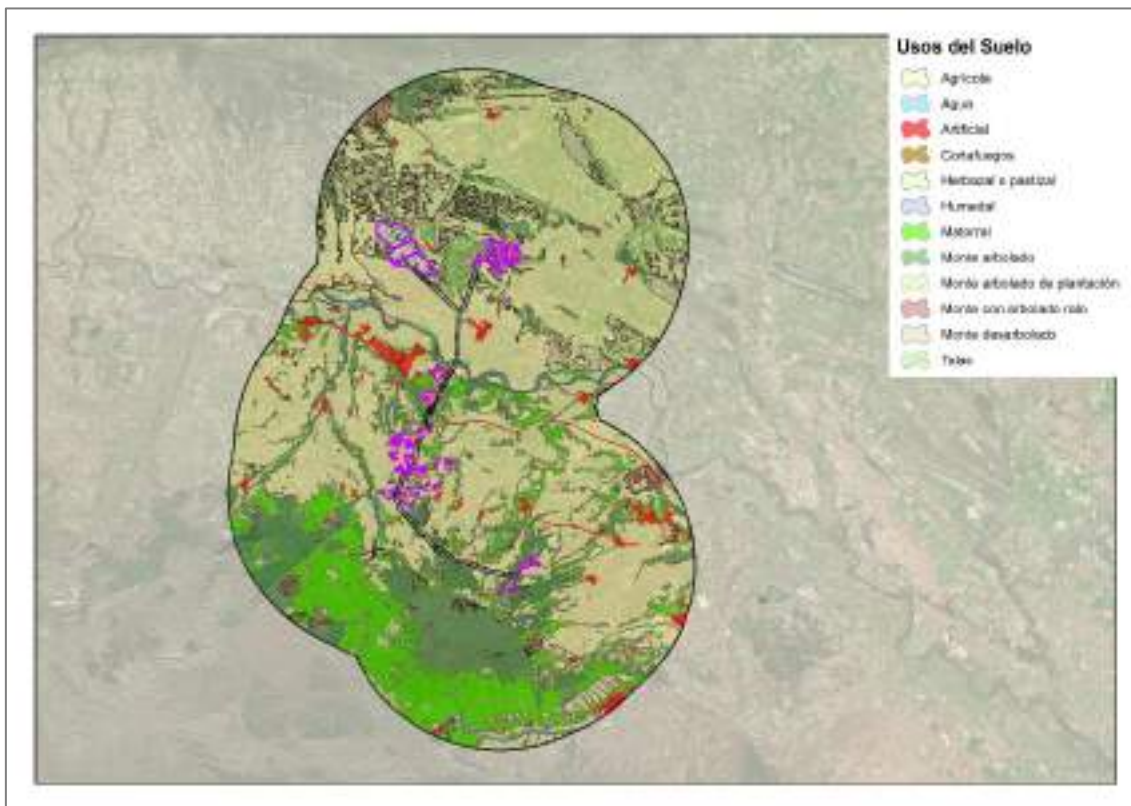 Usos del Suelo
Agrícola
Agua
Artificial
Cortafuegos
Herbazal o pastizal
Humedal
Matorral
Monte arbolado
Monte arbolado de plantación
Monte con arbolado ralo
Monte desarbolado
Talas